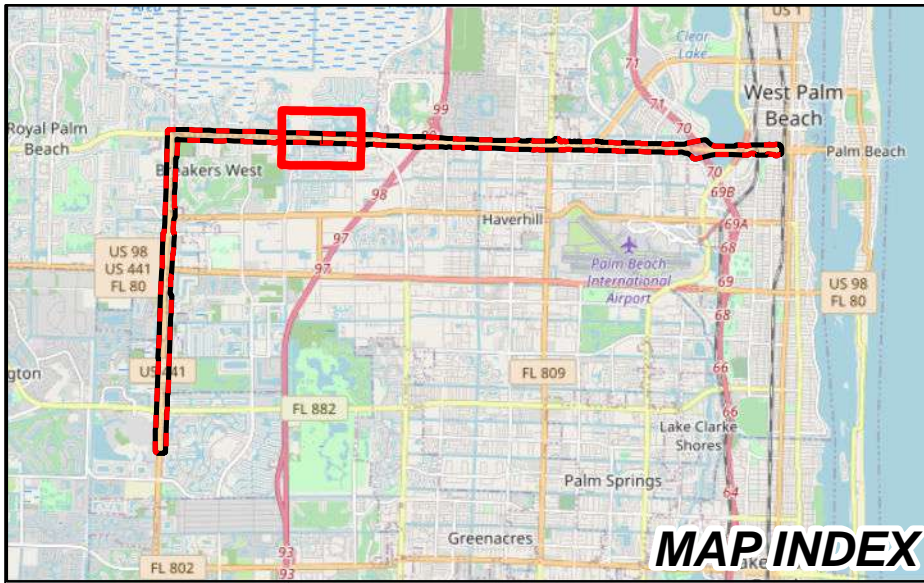 Area
US 1
Clear
Lake
71
71
99
West Palm
Beach
70
Royal Palm
Beach
Palm Beach
70
Breakers West
98
69B
Haverhill
69A
97
68
US 98
US 441
FL 80
Palm Beach
International
Airport
97
69
US 98
FL 80
68
US 441
66
gton
FL 809
FL 882
66
Lake Clarke
Shores
Palm Springs
64
Greenacres
93
93
FL 802
MAP INDEX